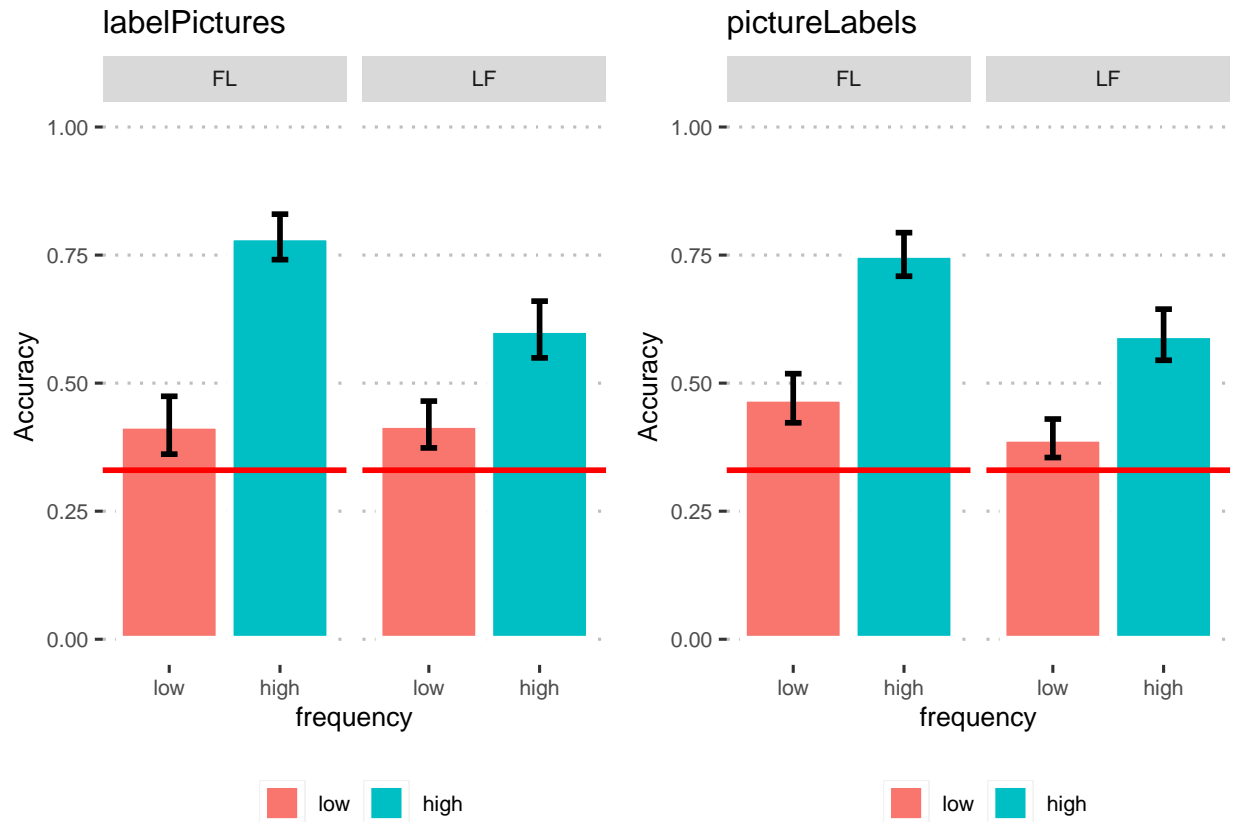 labelPictures
FL LF
Accuracy
1.00
0.75
0.50
0.25
0.00
low high low high
frequency
low high
pictureLabels
FL LF
Accuracy
1.00
0.75
0.50
0.25
0.00
low high low high
frequency
low high